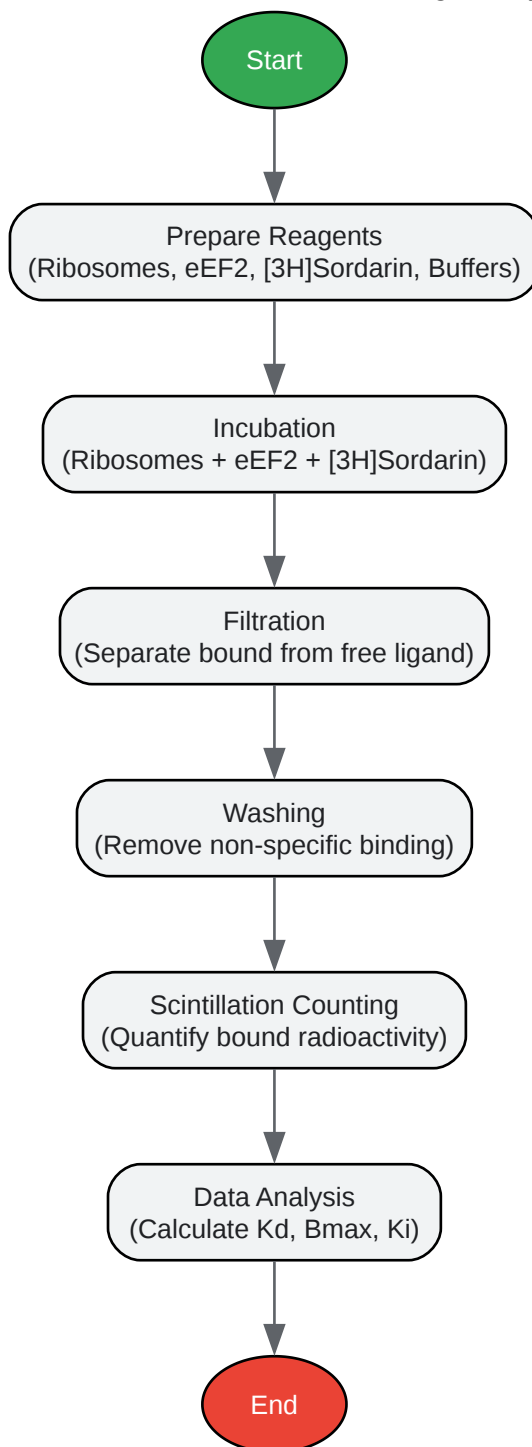 Start
Prepare Reagents
(Ribosomes, eEF2, [3H]Sordarin, Buffers)
Incubation
(Ribosomes + eEF2 + [3H]Sordarin)
Filtration
(Separate bound from free ligand)
Washing
(Remove non-specific binding)
Scintillation Counting
(Quantify bound radioactivity)
Data Analysis
(Calculate Kd, Bmax, Ki)
End